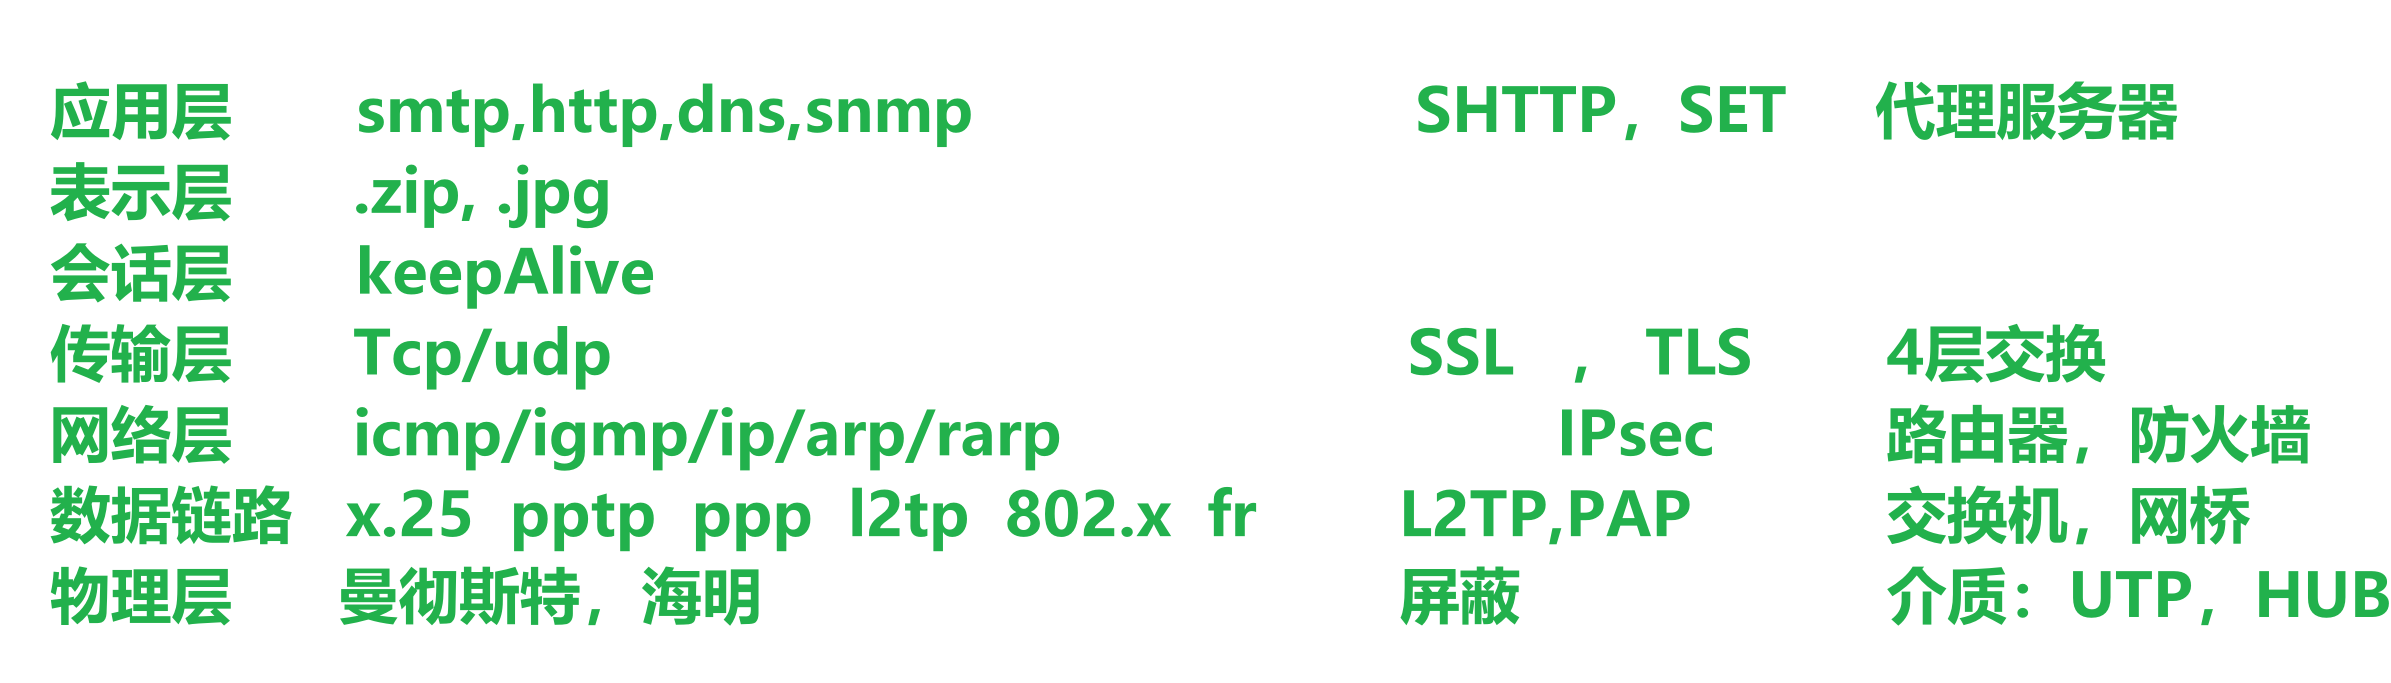 应用层 smtp,http,dns,snmp SHTTP，SET 代理服务器
表示层 .zip, .jpg
会话层 keepAlive
传输层 Tcp/udp SSL ， TLS 4层交换
网络层 icmp/igmp/ip/arp/rarp IPsec 路由器，防火墙
数据链路 x.25 pptp ppp l2tp 802.x fr L2TP,PAP 交换机，网桥
物理层 曼彻斯特，海明 屏蔽 介质：UTP，HUB